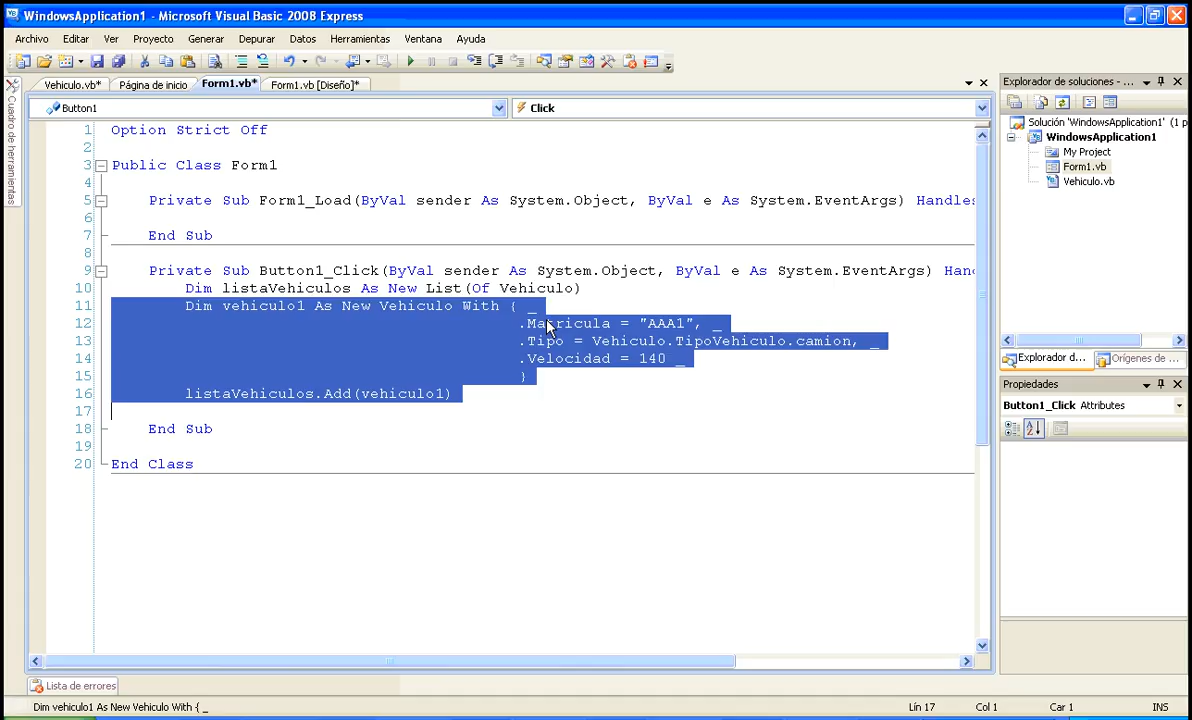 WindowsApplication1 - Microsoft Visual Basic 2008 Express
Archivo Editar Ver Proyecto Generar Depurar Datos Herramientas Ventana Ayuda
Vehiculo.vb* Página de inicio Form1.vb* Form1.vb [Diseño]*
Explorador de soluciones - ...
Cuadro de herramientas
Button1 Click
1 Option Strict Off
Solución 'WindowsApplication1' (1 p
2
WindowsApplication1
3 Public Class Form1
My Project
4
Form1.vb
5 Private Sub Form1_Load(ByVal sender As System.Object, ByVal e As System.EventArgs) Handles
Vehiculo.vb
6
7 End Sub
8
9 Private Sub Button1_Click(ByVal sender As System.Object, ByVal e As System.EventArgs) Han
10 Dim listaVehiculos As New List(Of Vehiculo)
11 Dim vehiculo1 As New Vehiculo With { _
12 .Matricula = "AAA1", _
13 .Tipo = Vehiculo.TipoVehiculo.camion, _
14 .Velocidad = 140 _
15 }
16 listaVehiculos.Add(vehiculo1)
17
18 End Sub
19
20 End Class
Explorador d... Orígenes de ...
Propiedades
Button1_Click Attributes
Lista de errores
Dim vehiculo1 As New Vehiculo With { _ Lín 17 Col 1 Car 1 INS